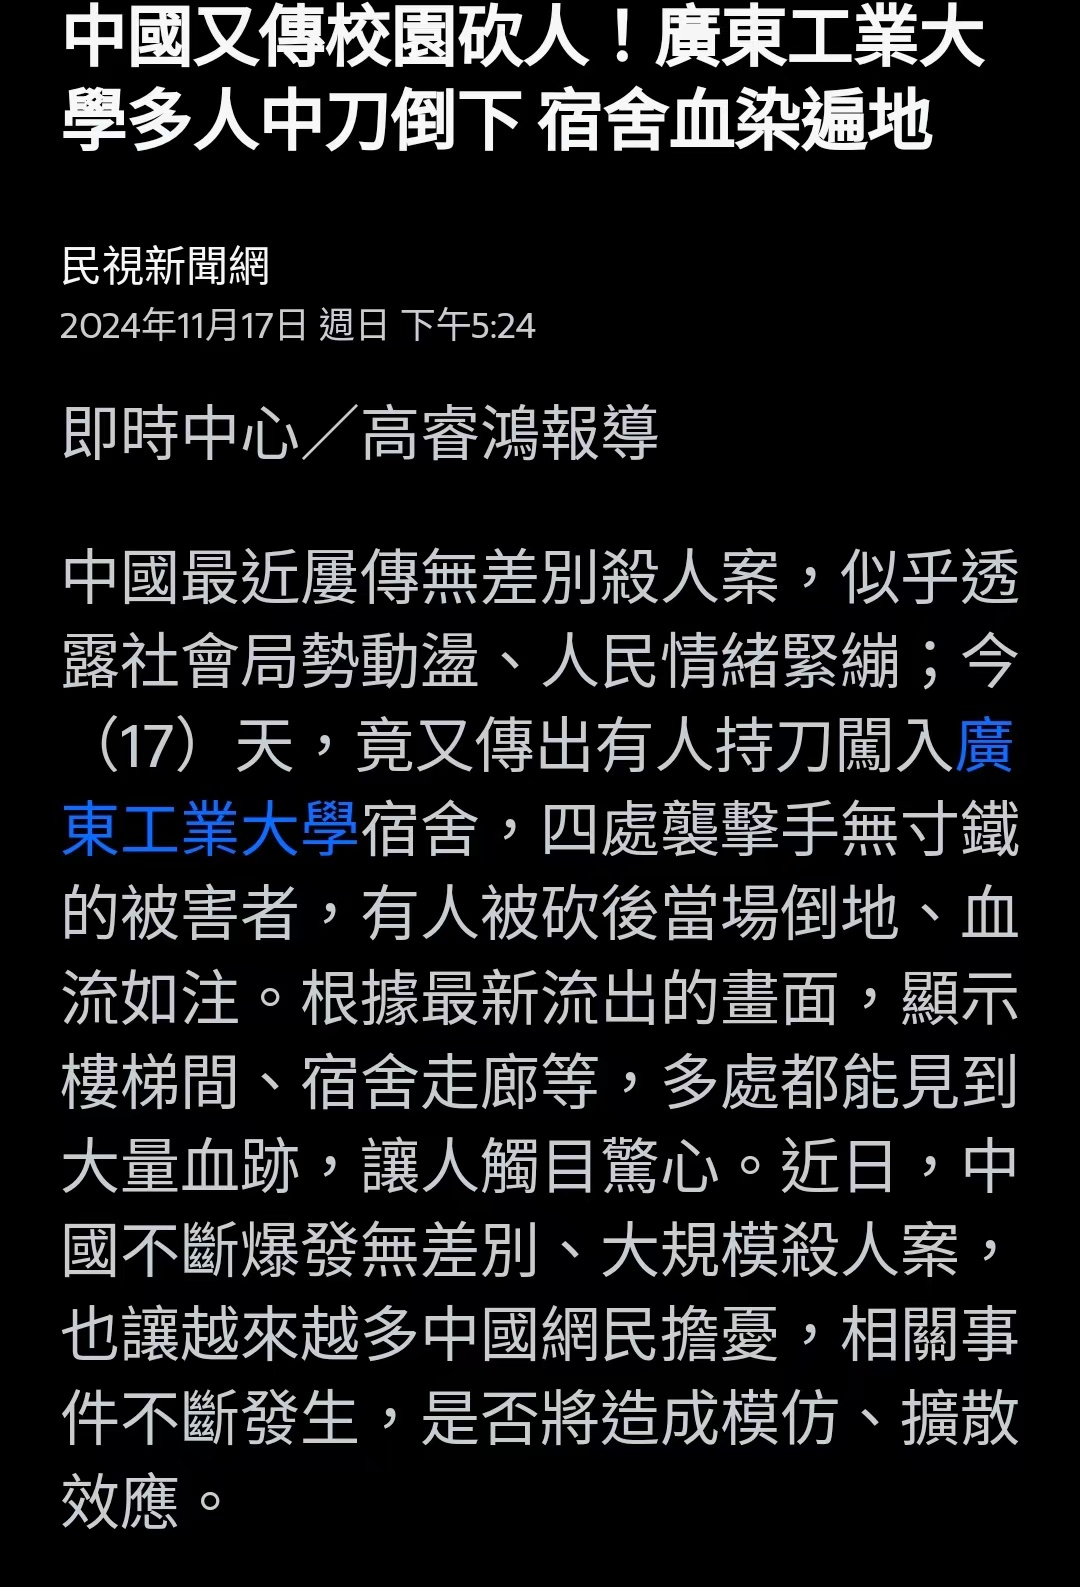 中國又傳校園砍人！廣東工業大
學多人中刀倒下 宿舍血染遍地
民視新聞網
2024年11月17日 週日 下午5:24
即時中心／高睿鴻報導
中國最近屢傳無差別殺人案，似乎透
露社會局勢動盪、人民情緒緊繃；今
（17）天，竟又傳出有人持刀闖入廣
東工業大學宿舍，四處襲擊手無寸鐵
的被害者，有人被砍後當場倒地、血
流如注。根據最新流出的畫面，顯示
樓梯間、宿舍走廊等，多處都能見到
大量血跡，讓人觸目驚心。近日，中
國不斷爆發無差別、大規模殺人案，
也讓越來越多中國網民擔憂，相關事
件不斷發生，是否將造成模仿、擴散
效應。